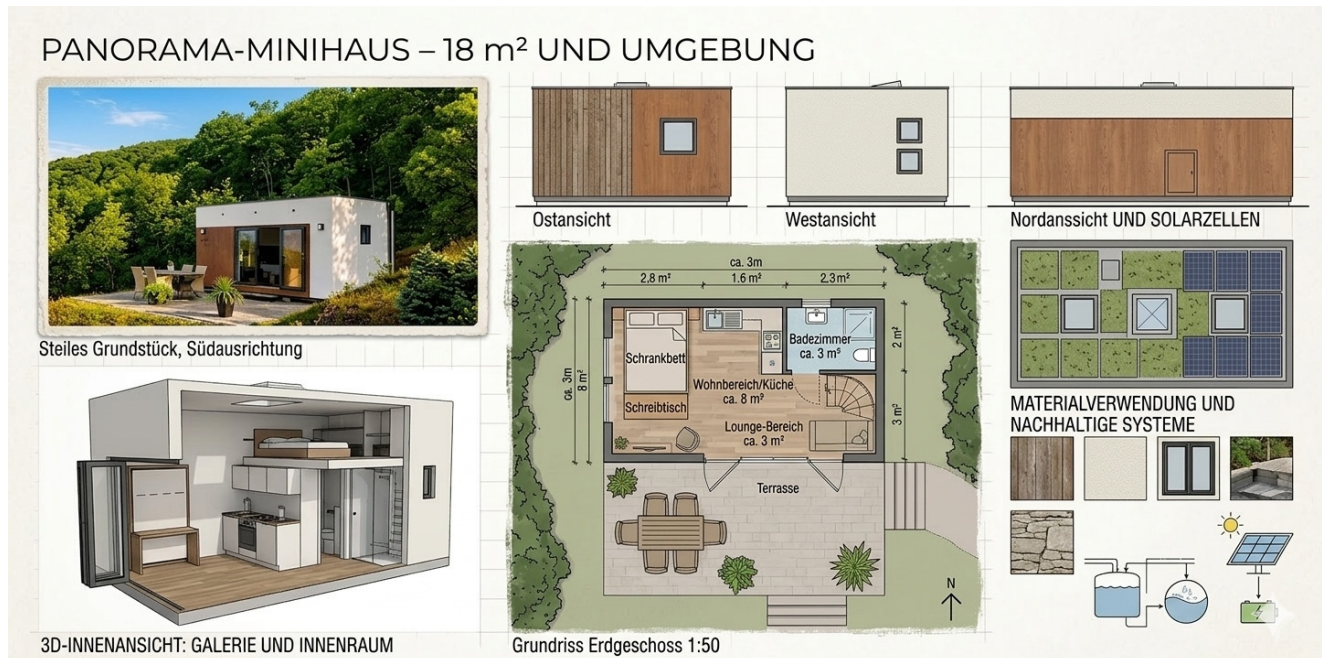 PANORAMA-MINIHAUS – 18 m² UND UMGEBUNG
Steiles Grundstück, Südausrichtung
Ostansicht
Westansicht
Nordanssicht UND SOLARZELLEN
ca. 3m
2,8 m²
1.6 m²
2.3 m²
ca. 3m
8 m²
2 m²
3 m²
Schrankbett
Schreibtisch
Badezimmer
ca. 3 m⁵
Wohnbereich/Küche
ca. 8 m⁹
Lounge-Bereich
ca. 3 m²
Terrasse
N
MATERIALVERWENDUNG UND
NACHHALTIGE SYSTEME
3D-INNENANSICHT: GALERIE UND INNENRAUM
Grundriss Erdgeschoss 1:50